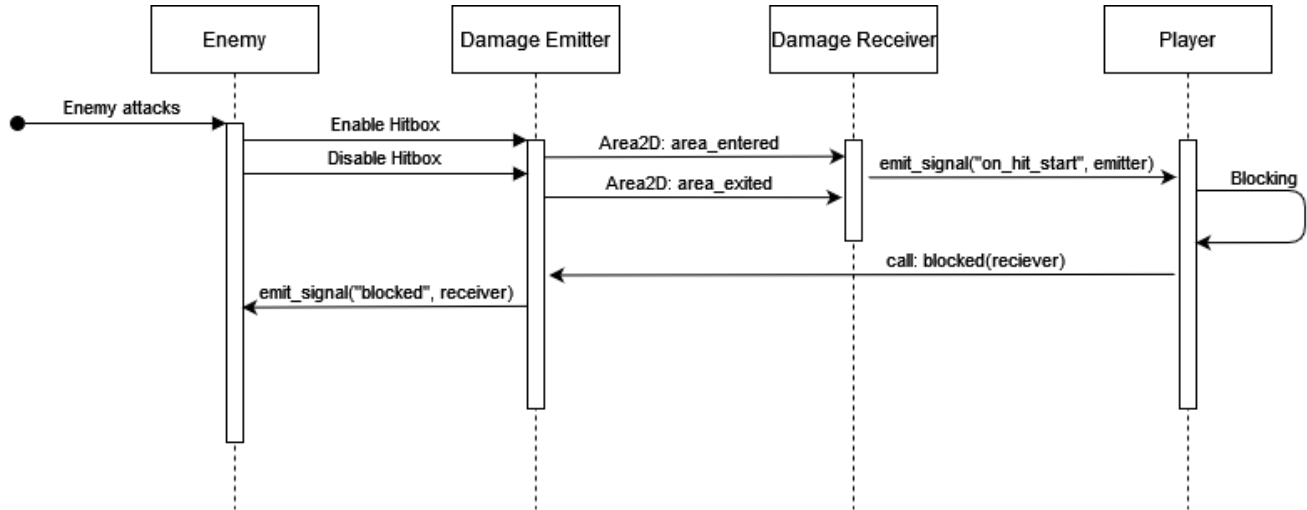 Enemy
Damage Emitter
Damage Receiver
Player
Enemy attacks
Enable Hitbox
Disable Hitbox
Area2D: area_entered
Area2D: area_exited
emit_signal("on_hit_start", emitter)
Blocking
call: blocked(reciever)
emit_signal("blocked", receiver)